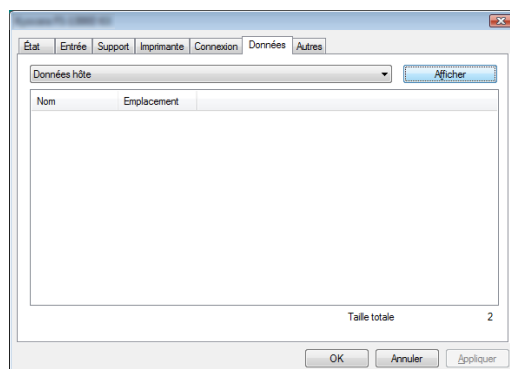 État Entrée Support Imprimante Connexion Données Autres
Données hôte Afficher
Nom Emplacement
Taille totale 2
OK Annuler Appliquer